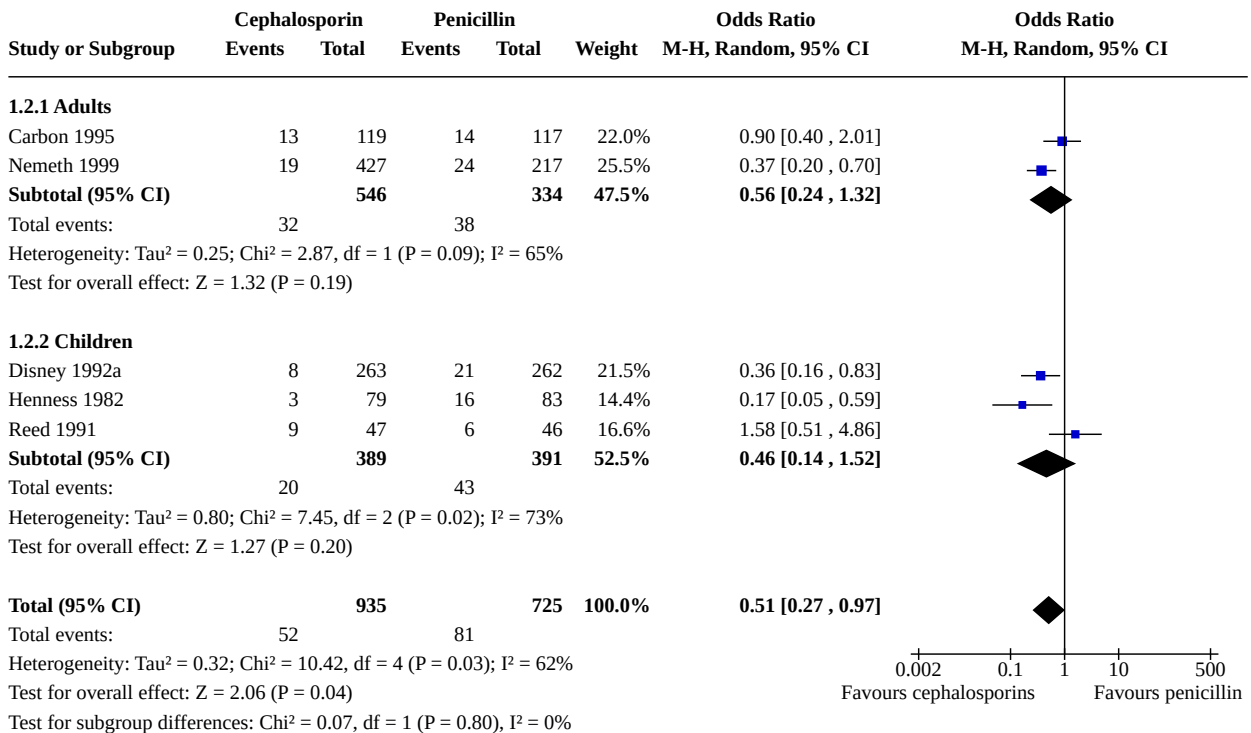 Cephalosporin Penicillin Odds Ratio Odds Ratio
Study or Subgroup Events Total Events Total Weight M-H, Random, 95% CI M-H, Random, 95% CI
1.2.1 Adults
Carbon 1995 13 119 14 117 22.0% 0.90 [0.40 , 2.01]
Nemeth 1999 19 427 24 217 25.5% 0.37 [0.20 , 0.70]
Subtotal (95% CI) 546 334 47.5% 0.56 [0.24 , 1.32]
Total events: 32 38
Heterogeneity: Tau² = 0.25; Chi² = 2.87, df = 1 (P = 0.09); I² = 65%
Test for overall effect: Z = 1.32 (P = 0.19)
1.2.2 Children
Disney 1992a 8 263 21 262 21.5% 0.36 [0.16 , 0.83]
Henness 1982 3 79 16 83 14.4% 0.17 [0.05 , 0.59]
Reed 1991 9 47 6 46 16.6% 1.58 [0.51 , 4.86]
Subtotal (95% CI) 389 391 52.5% 0.46 [0.14 , 1.52]
Total events: 20 43
Heterogeneity: Tau² = 0.80; Chi² = 7.45, df = 2 (P = 0.02); I² = 73%
Test for overall effect: Z = 1.27 (P = 0.20)
Total (95% CI) 935 725 100.0% 0.51 [0.27 , 0.97]
Total events: 52 81
Heterogeneity: Tau² = 0.32; Chi² = 10.42, df = 4 (P = 0.03); I² = 62%
0.002 0.1 1 10 500
Test for overall effect: Z = 2.06 (P = 0.04)
Favours cephalosporins Favours penicillin
Test for subgroup differences: Chi² = 0.07, df = 1 (P = 0.80), I² = 0%